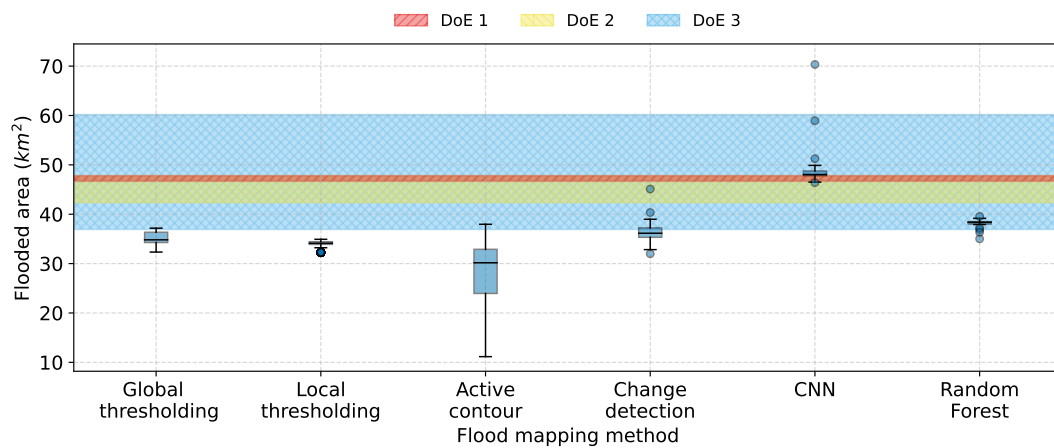 DoE 1 DoE 2 DoE 3
70
60
50
40
30
20
10
Flooded area (km²)
Global thresholding
Local thresholding
Active contour
Change detection
CNN
Random Forest
Flood mapping method